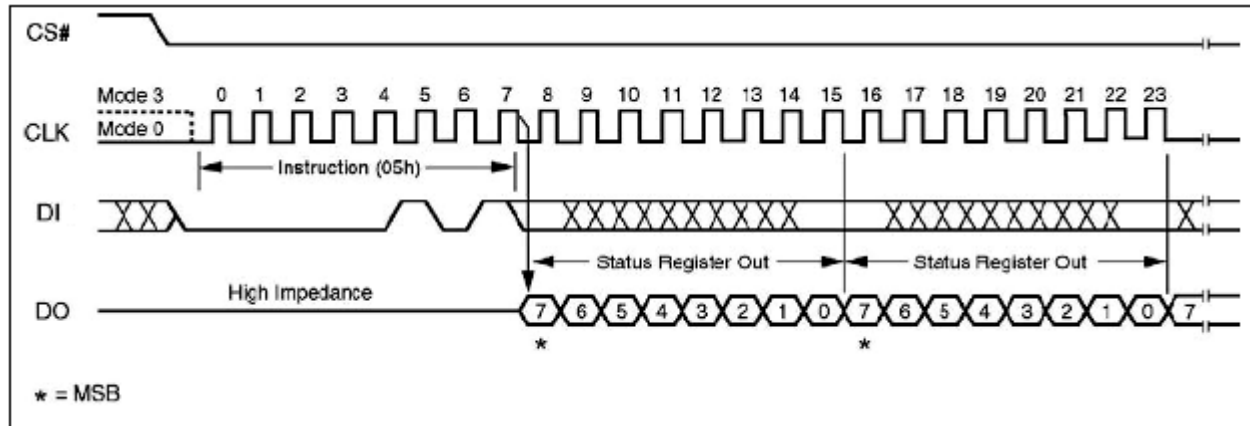 CS#
Mode 3
0 1 2 3 4 5 6 7 8 9 10 11 12 13 14 15 16 17 18 19 20 21 22 23
CLK
Mode 0
Instruction (05h)
DI
Status Register Out
Status Register Out
High Impedance
DO
7 6 5 4 3 2 1 0 7 6 5 4 3 2 1 0 7
* *
* = MSB